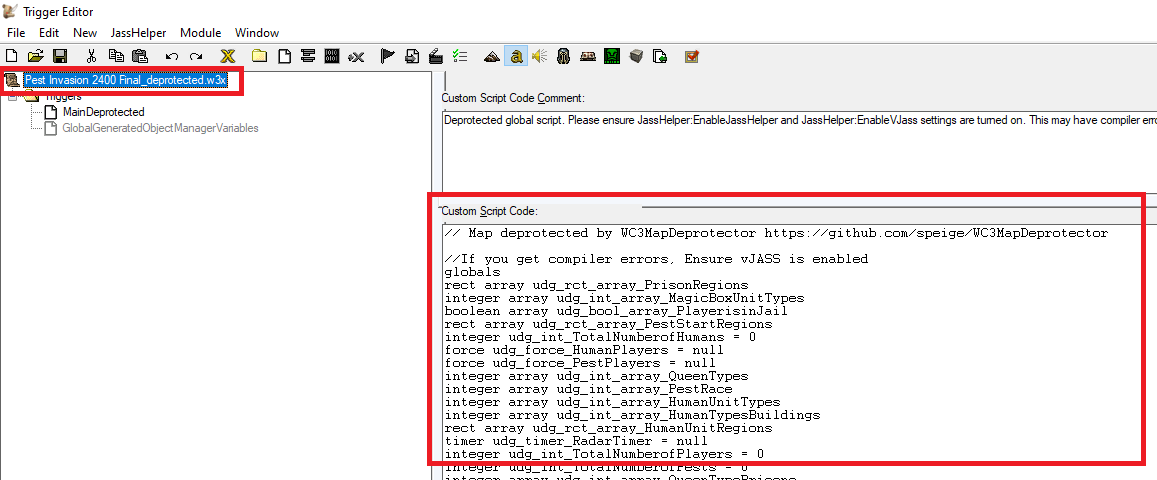 Trigger Editor
File Edit New JassHelper Module Window
Pest Invasion 2400 Final_deprotected.w3x
Triggers
MainDeprotected
GlobalGeneratedObjectManagerVariables
Custom Script Code Comment:
Deprotected global script. Please ensure JassHelper:EnableJassHelper and JassHelper:EnableVJass settings are turned on. This may have compiler erro
Custom Script Code:
// Map deprotected by WC3MapDeprotector https://github.com/speige/WC3MapDeprotector
//If you get compiler errors, Ensure vJASS is enabled
globals
rect array udg_rct_array_PrisonRegions
integer array udg_int_array_MagicBoxUnitTypes
boolean array udg_bool_array_PlayerisinJail
rect array udg_rct_array_PestStartRegions
integer udg_int_TotalNumberofHumans = 0
force udg_force_HumanPlayers = null
force udg_force_PestPlayers = null
integer array udg_int_array_QueenTypes
integer array udg_int_array_PestRace
integer array udg_int_array_HumanUnitTypes
integer array udg_int_array_HumanTypesBuildings
rect array udg_rct_array_HumanUnitRegions
timer udg_timer_RadarTimer = null
integer udg_int_TotalNumberofPlayers = 0
integer udg_int_TotalNumberofPests = 0
integer array udg_int_array_QueenTypePrisons